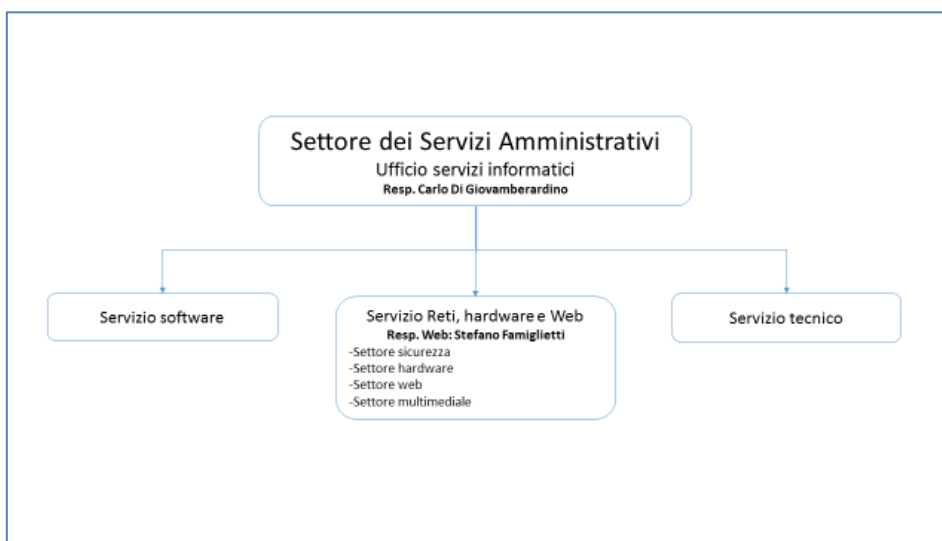 Settore dei Servizi Amministrativi
Ufficio servizi informatici
Resp. Carlo Di Giovamberardino
Servizio software
Servizio Reti, hardware e Web
Resp. Web: Stefano Famiglietti
-Settore sicurezza
-Settore hardware
-Settore web
-Settore multimediale
Servizio tecnico